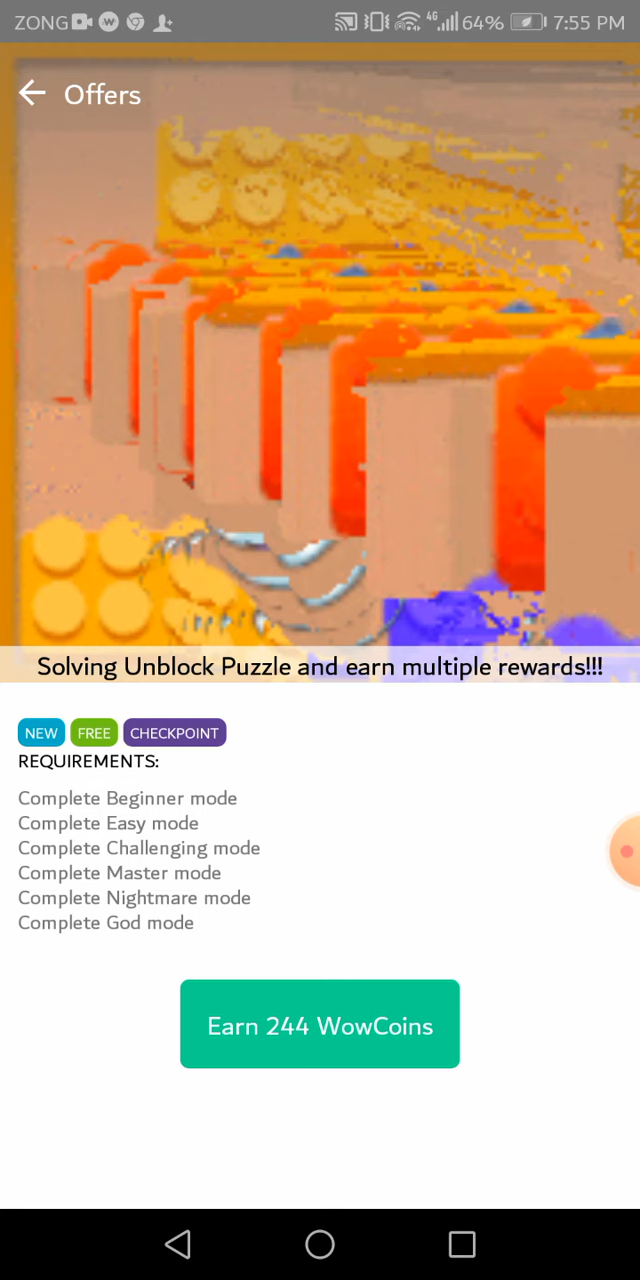 ZONG 4G 64% 7:55 PM
Offers
Solving Unblock Puzzle and earn multiple rewards!!!
NEW FREE CHECKPOINT
REQUIREMENTS:
Complete Beginner mode
Complete Easy mode
Complete Challenging mode
Complete Master mode
Complete Nightmare mode
Complete God mode
Earn 244 WowCoins